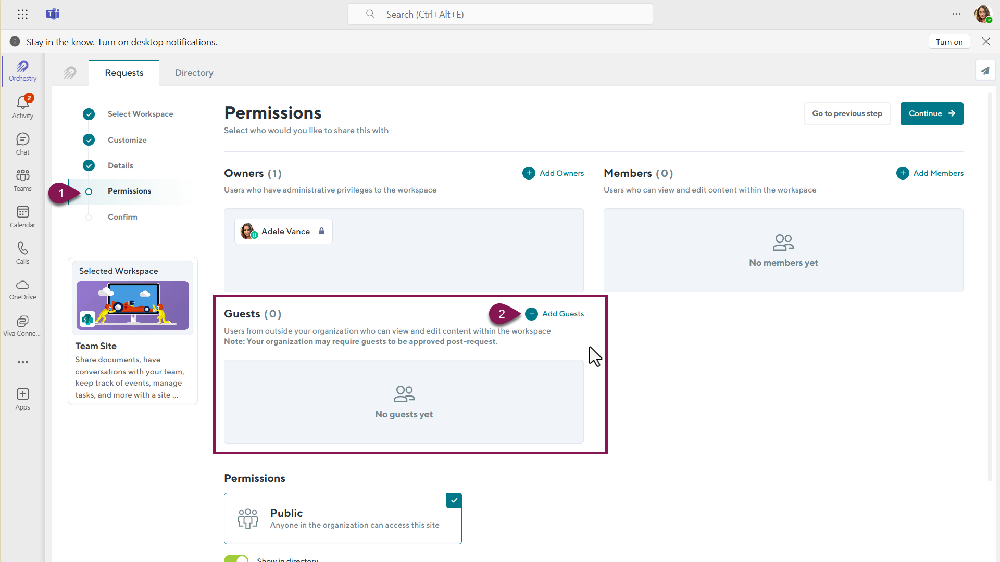 Search (Ctrl+Alt+E)
Stay in the know. Turn on desktop notifications.
Turn on
Orchestry
2
Activity
Chat
Teams
Calendar
Calls
OneDrive
Viva Conne...
Apps
Requests
Directory
Select Workspace
Customize
Details
1
Permissions
Confirm
Selected Workspace
Team Site
Share documents, have
conversations with your team,
keep track of events, manage
tasks, and more with a site ...
Permissions
Select who would you like to share this with
Go to previous step
Continue
Owners (1)
Add Owners
Users who have administrative privileges to the workspace
U
Adele Vance
Members (0)
Add Members
Users who can view and edit content within the workspace
No members yet
Guests (0)
2
Add Guests
Users from outside your organization who can view and edit content within the workspace
Note: Your organization may require guests to be approved post-request.
No guests yet
Permissions
Public
Anyone in the organization can access this site
Show in directory